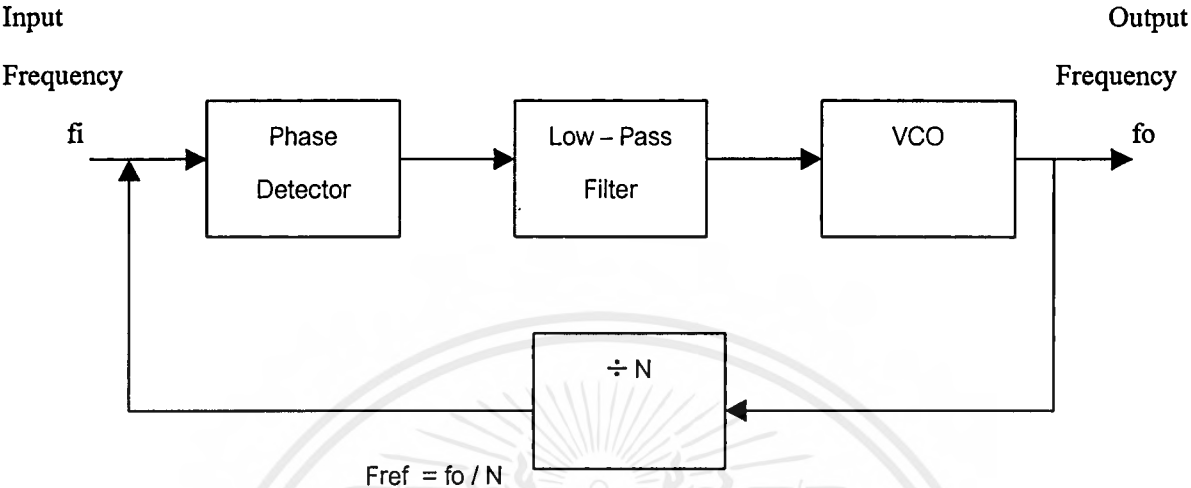 Input
Output
Frequency
Frequency
fi
Phase
Detector
Low – Pass
Filter
VCO
fo
÷ N
Fref = fo / N